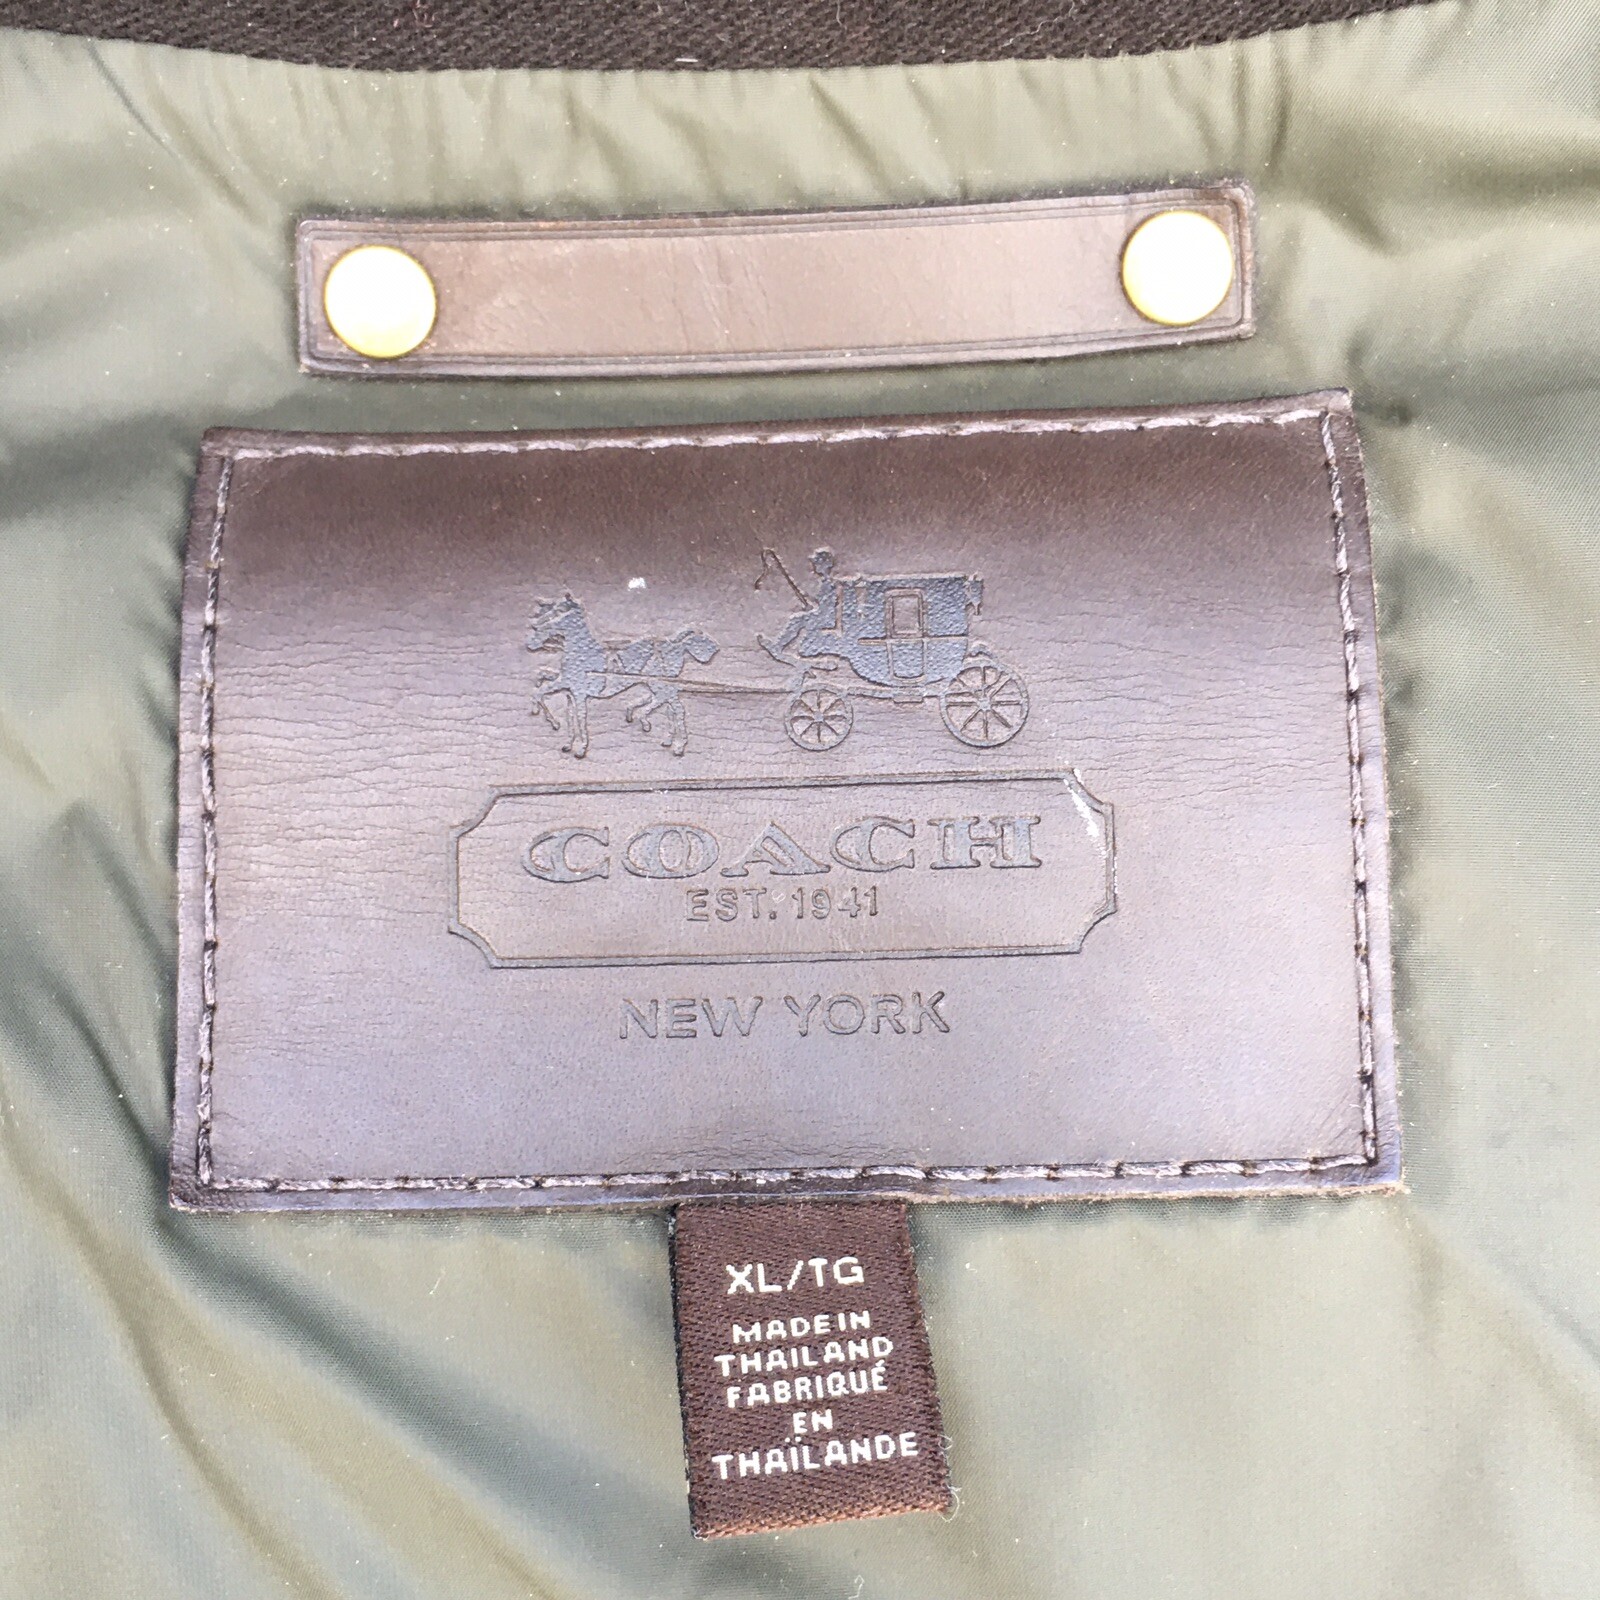 COACH
EST. 1941
NEW YORK
XL/TG
MADE IN
THAILAND
FABRIQUÉ
EN
THAÏLANDE